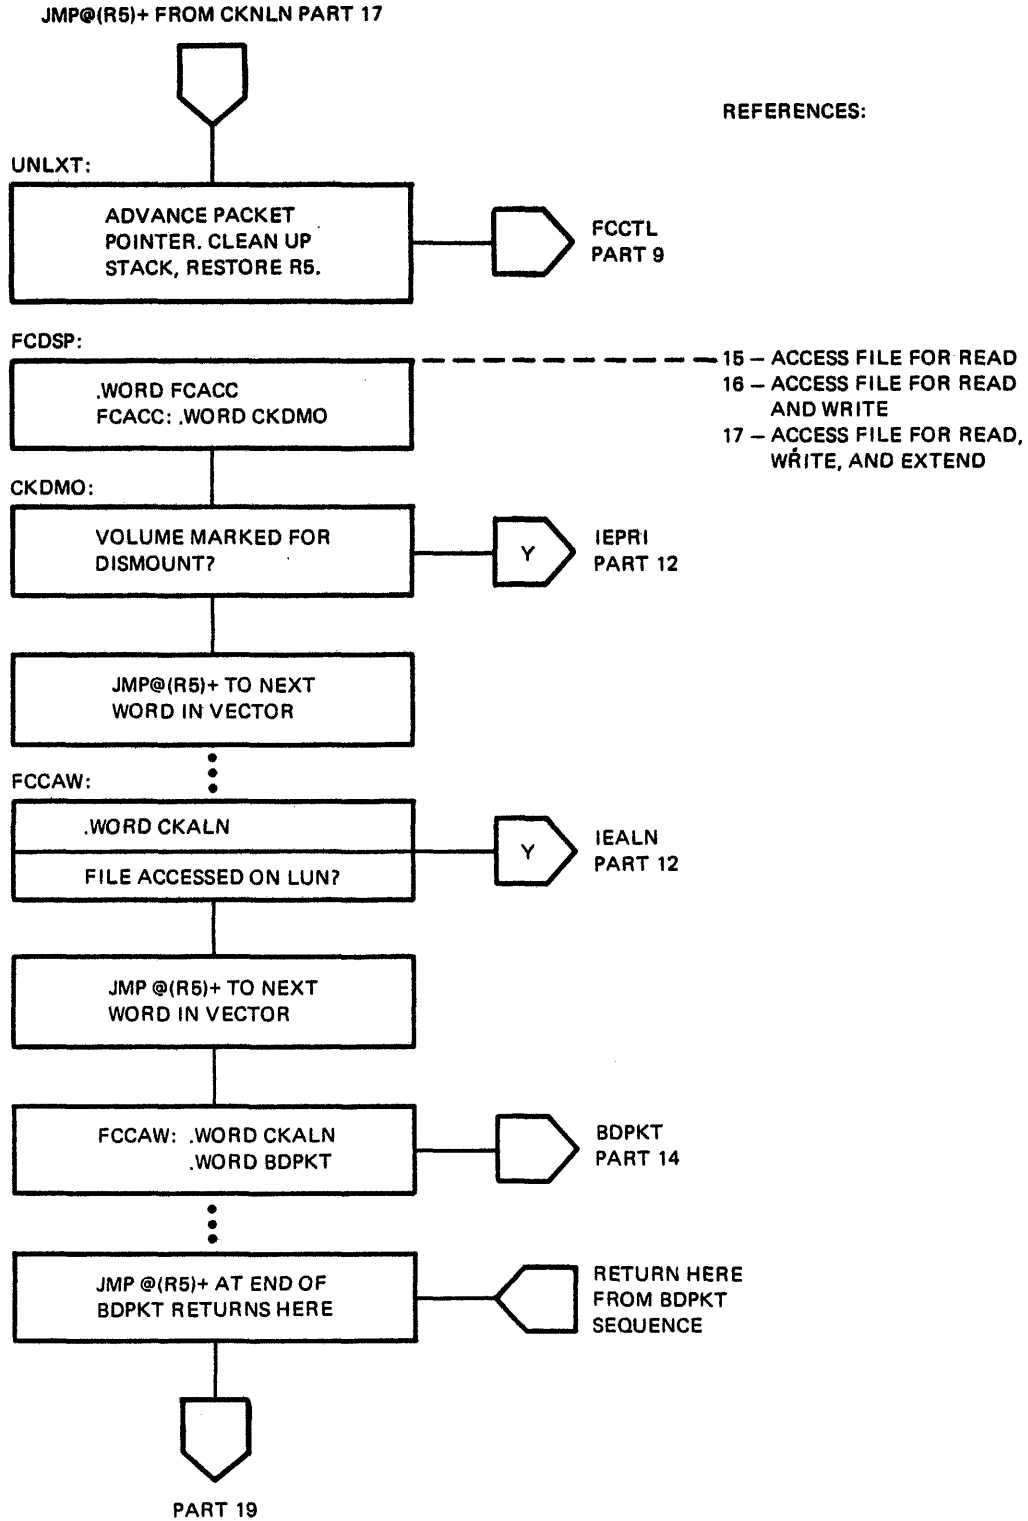 JMP@(R5)+ FROM CKNLN PART 17
REFERENCES:
UNLXT:
ADVANCE PACKET
POINTER. CLEAN UP
STACK, RESTORE R5.
FCCTL
PART 9
FCDSP:
.WORD FCACC
FCACC: .WORD CKDMO
15 – ACCESS FILE FOR READ
16 – ACCESS FILE FOR READ
AND WRITE
17 – ACCESS FILE FOR READ,
WRITE, AND EXTEND
CKDMO:
VOLUME MARKED FOR
DISMOUNT?
Y
IEPRI
PART 12
JMP@(R5)+ TO NEXT
WORD IN VECTOR
FCCAW:
.WORD CKALN
FILE ACCESSED ON LUN?
Y
IEALN
PART 12
JMP @(R5)+ TO NEXT
WORD IN VECTOR
FCCAW: .WORD CKALN
.WORD BDPKT
BDPKT
PART 14
JMP @(R5)+ AT END OF
BDPKT RETURNS HERE
RETURN HERE
FROM BDPKT
SEQUENCE
PART 19